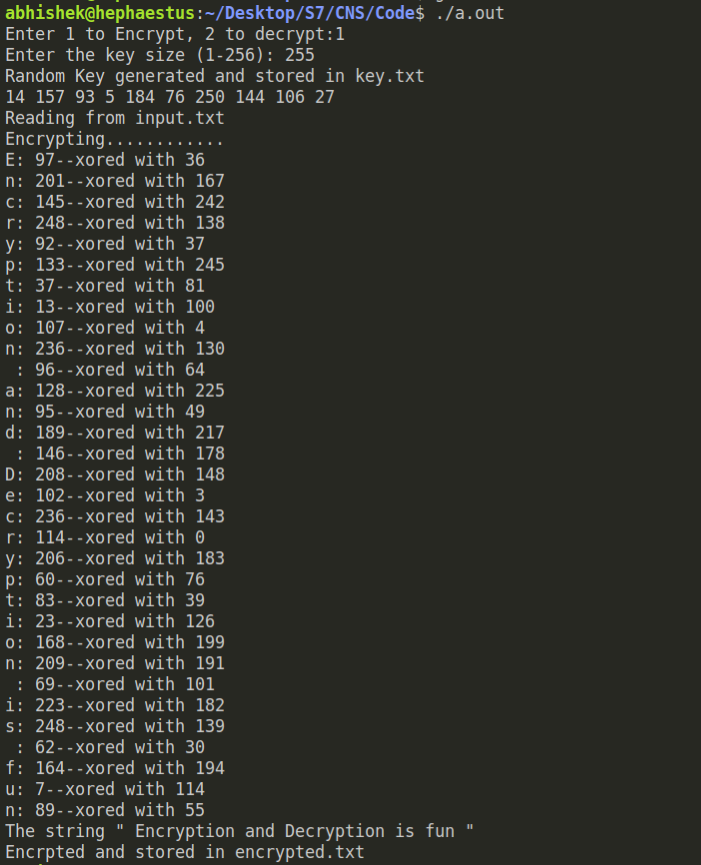 abhishek@hephaestus:~/Desktop/S7/CNS/Code$ ./a.out
Enter 1 to Encrypt, 2 to decrypt:1
Enter the key size (1-256): 255
Random Key generated and stored in key.txt
14 157 93 5 184 76 250 144 106 27
Reading from input.txt
Encrypting............
E: 97--xored with 36
n: 201--xored with 167
c: 145--xored with 242
r: 248--xored with 138
y: 92--xored with 37
p: 133--xored with 245
t: 37--xored with 81
i: 13--xored with 100
o: 107--xored with 4
n: 236--xored with 130
 : 96--xored with 64
a: 128--xored with 225
n: 95--xored with 49
d: 189--xored with 217
 : 146--xored with 178
D: 208--xored with 148
e: 102--xored with 3
c: 236--xored with 143
r: 114--xored with 0
y: 206--xored with 183
p: 60--xored with 76
t: 83--xored with 39
i: 23--xored with 126
o: 168--xored with 199
n: 209--xored with 191
 : 69--xored with 101
i: 223--xored with 182
s: 248--xored with 139
 : 62--xored with 30
f: 164--xored with 194
u: 7--xored with 114
n: 89--xored with 55
The string " Encryption and Decryption is fun "
Encrpted and stored in encrypted.txt